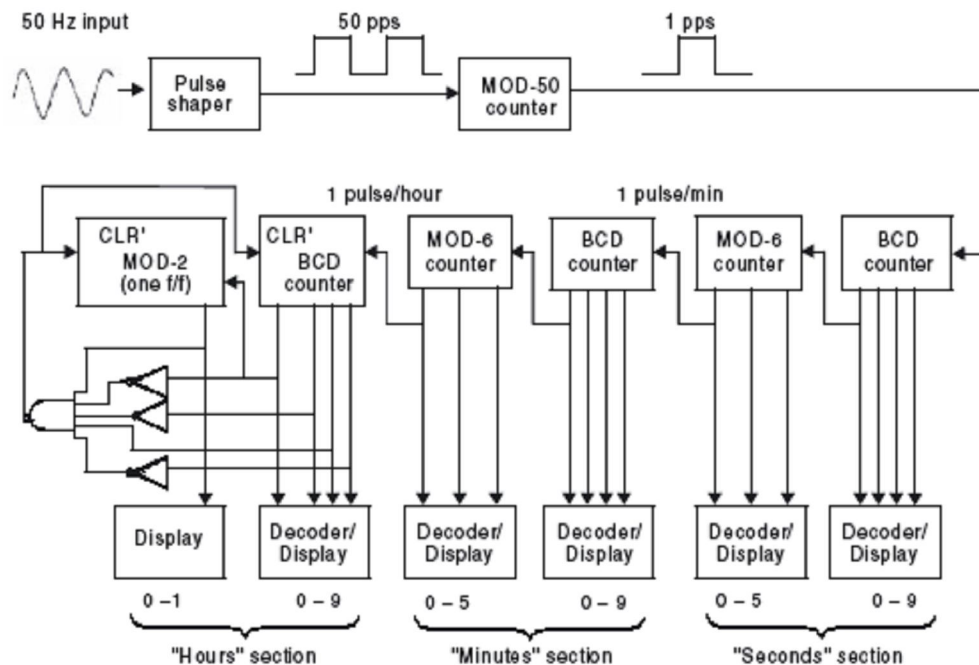 50 Hz input
50 pps
1 pps
Pulse
shaper
MOD-50
counter
1 pulse/hour
1 pulse/min
CLR'
MOD-2
(one f/f)
CLR'
BCD
counter
MOD-6
counter
BCD
counter
MOD-6
counter
BCD
counter
Display
Decoder/
Display
Decoder/
Display
Decoder/
Display
Decoder/
Display
Decoder/
Display
0 – 1
0 – 9
0 – 5
0 – 9
0 – 5
0 – 9
"Hours" section
"Minutes" section
"Seconds" section